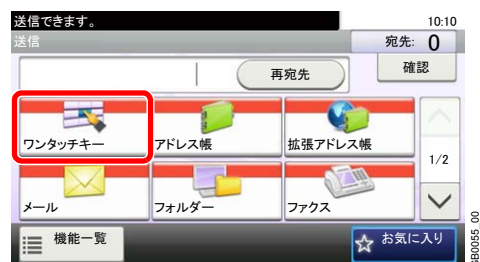 送信できます。 10:10
送信 宛先: 0
再宛先 確認
ワンタッチキー アドレス帳 拡張アドレス帳
1/2
メール フォルダー ファクス
機能一覧 お気に入り
GB0055_00